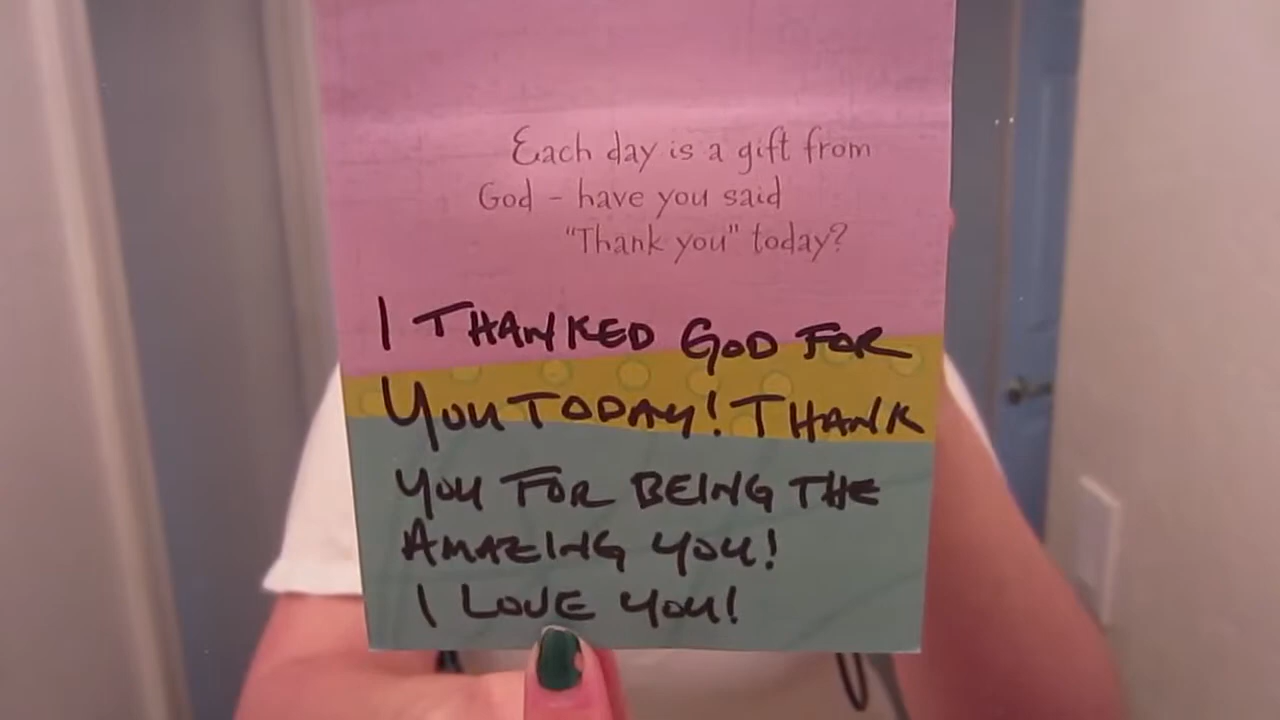 Each day is a gift from
God - have you said
"Thank you" today?
I THANKED GOD FOR
YOU TODAY! THANK
YOU FOR BEING THE
AMAZING YOU!
I LOVE YOU!